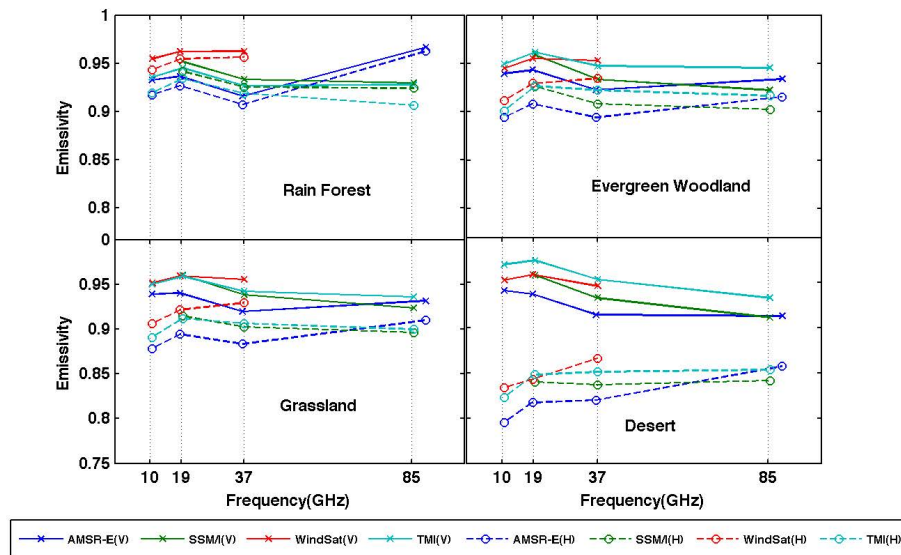 1
0.95
0.9
0.85
0.8
0
0.95
0.9
0.85
0.8
0.75
Emissivity
Emissivity
Rain Forest
Evergreen Woodland
Grassland
Desert
10 19 37 85
10 19 37 85
Frequency(GHz)
Frequency(GHz)
AMSR-E(V) SSM/I(V) WindSat(V) TMI(V) AMSR-E(H) SSM/I(H) WindSat(H) TMI(H)